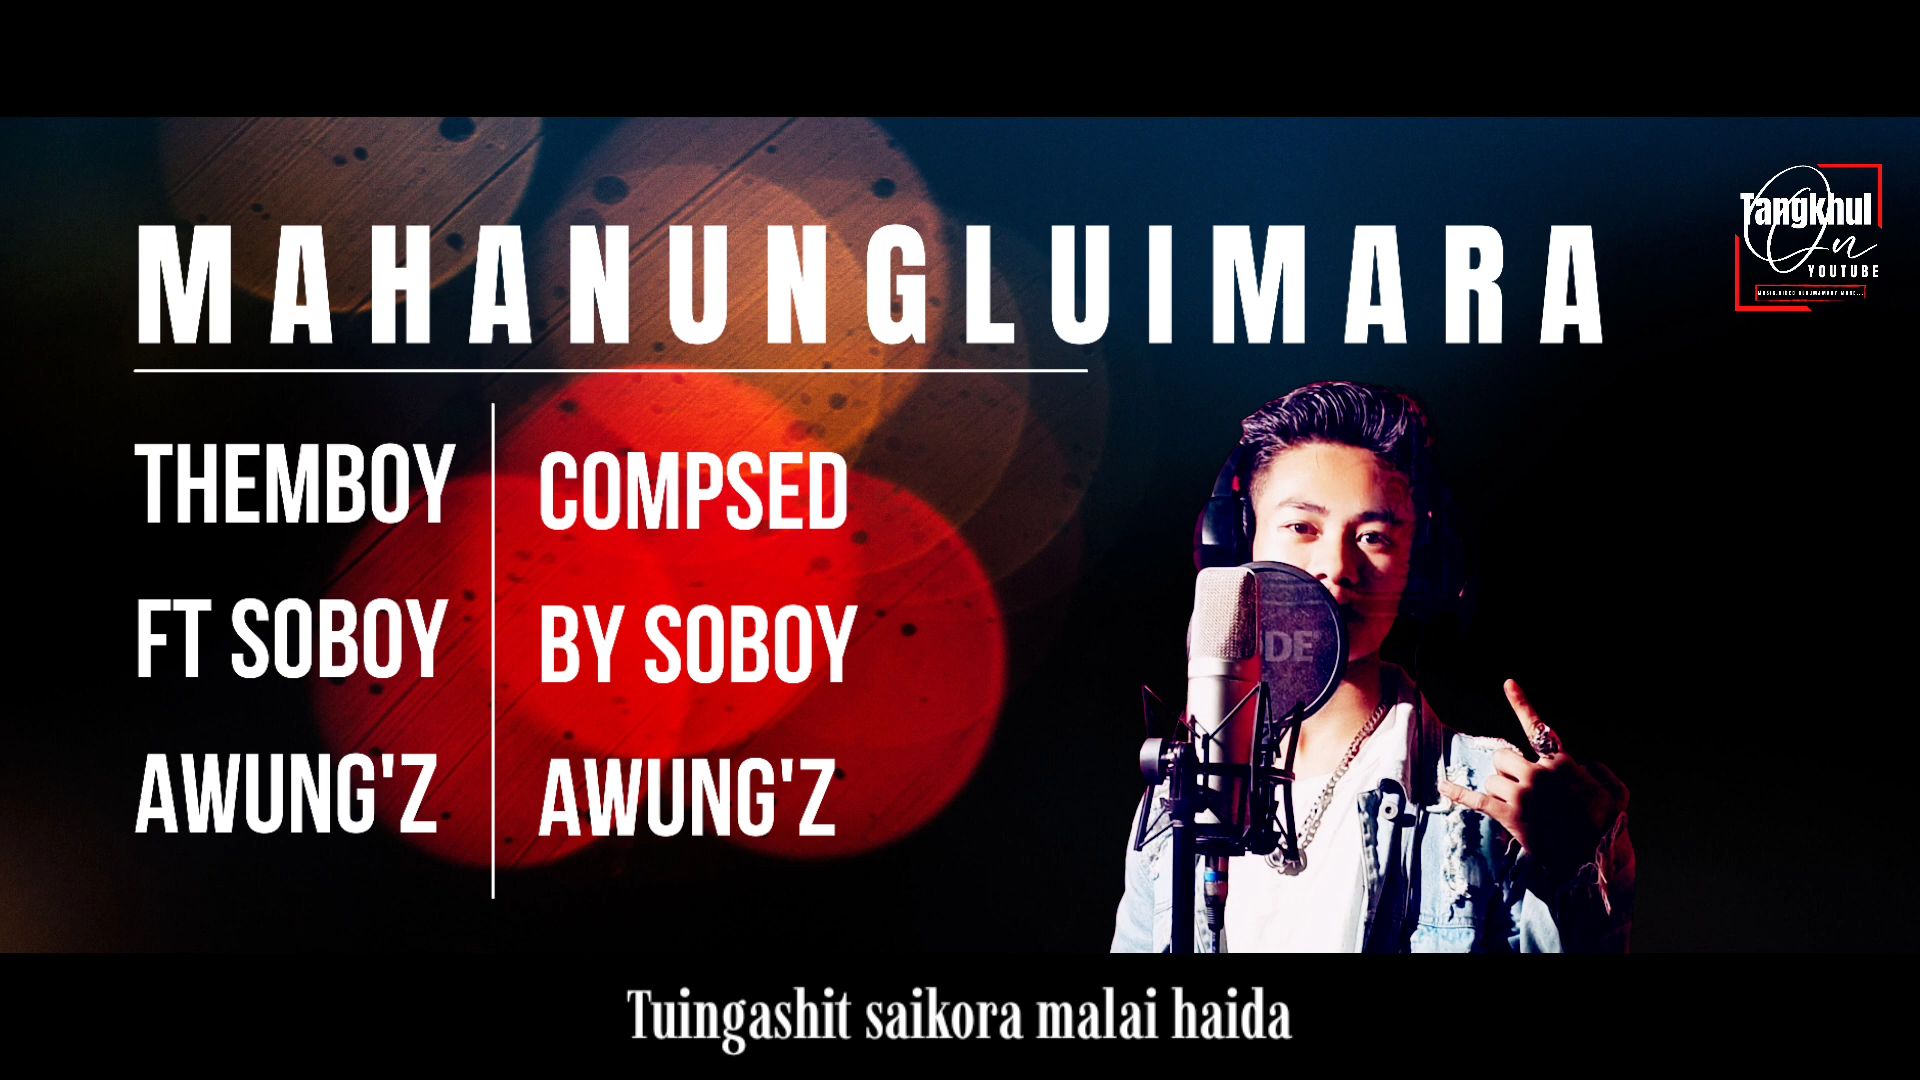 MAHANUNGLUIMARA
THEMBOY
FT SOBOY
AWUNG'Z
COMPSED
BY SOBOY
AWUNG'Z
Tangkhul
On
YOUTUBE
Tuingashit saikora malai haida